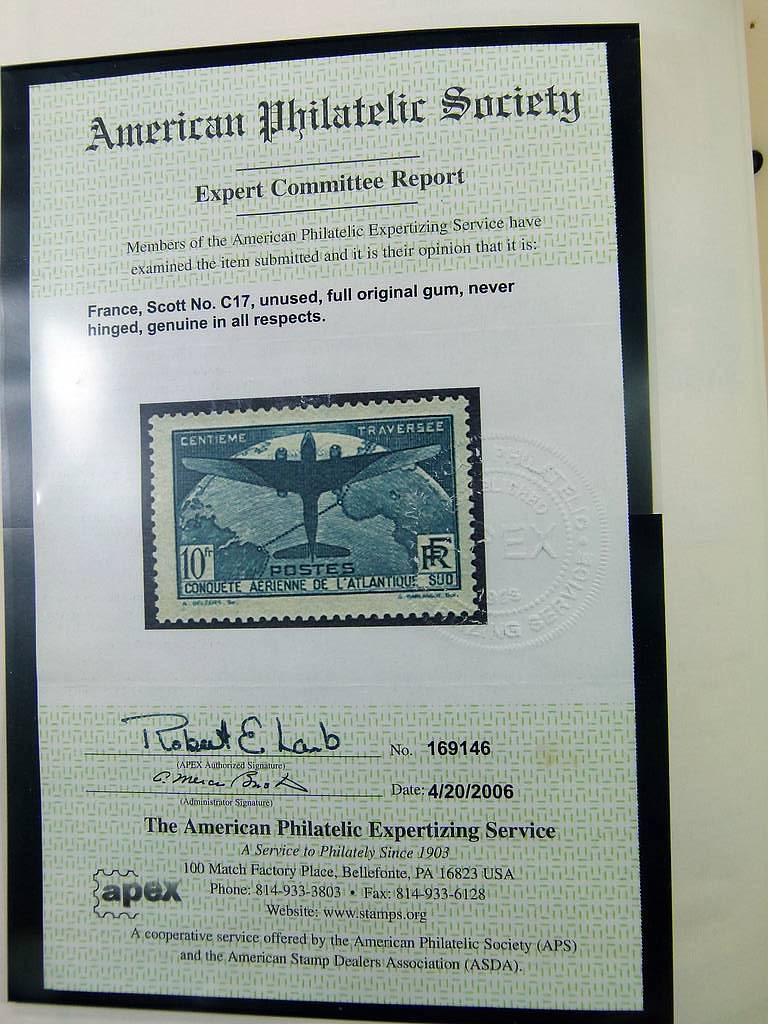 American Philatelic Society
Expert Committee Report
Members of the American Philatelic Expertizing Service have
examined the item submitted and it is their opinion that it is:
France, Scott No. C17, unused, full original gum, never
hinged, genuine in all respects.
CENTIEME TRAVERSEE
10fr
POSTES
RF
CONQUETE AÉRIENNE DE L'ATLANTIQUE SUD
APEX
Robert E. Lamb
No. 169146
(APEX Authorized Signature)
Date: 4/20/2006
(Administrator Signature)
The American Philatelic Expertizing Service
A Service to Philately Since 1903
100 Match Factory Place, Bellefonte, PA 16823 USA
apex
Phone: 814-933-3803 • Fax: 814-933-6128
Website: www.stamps.org
A cooperative service offered by the American Philatelic Society (APS)
and the American Stamp Dealers Association (ASDA).